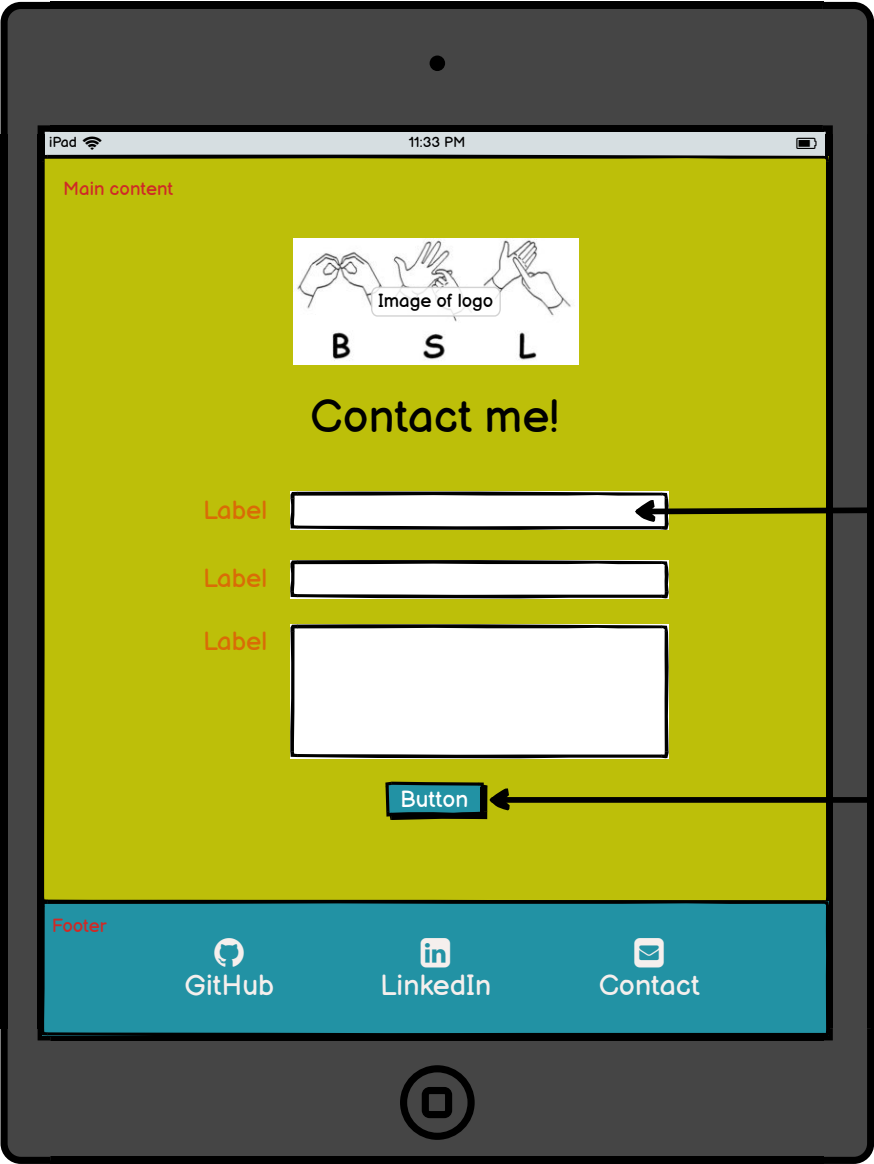 iPad 11:33 PM
Main content
Image of logo
B S L
Contact me!
Label
Label
Label
Button
Footer
GitHub LinkedIn Contact